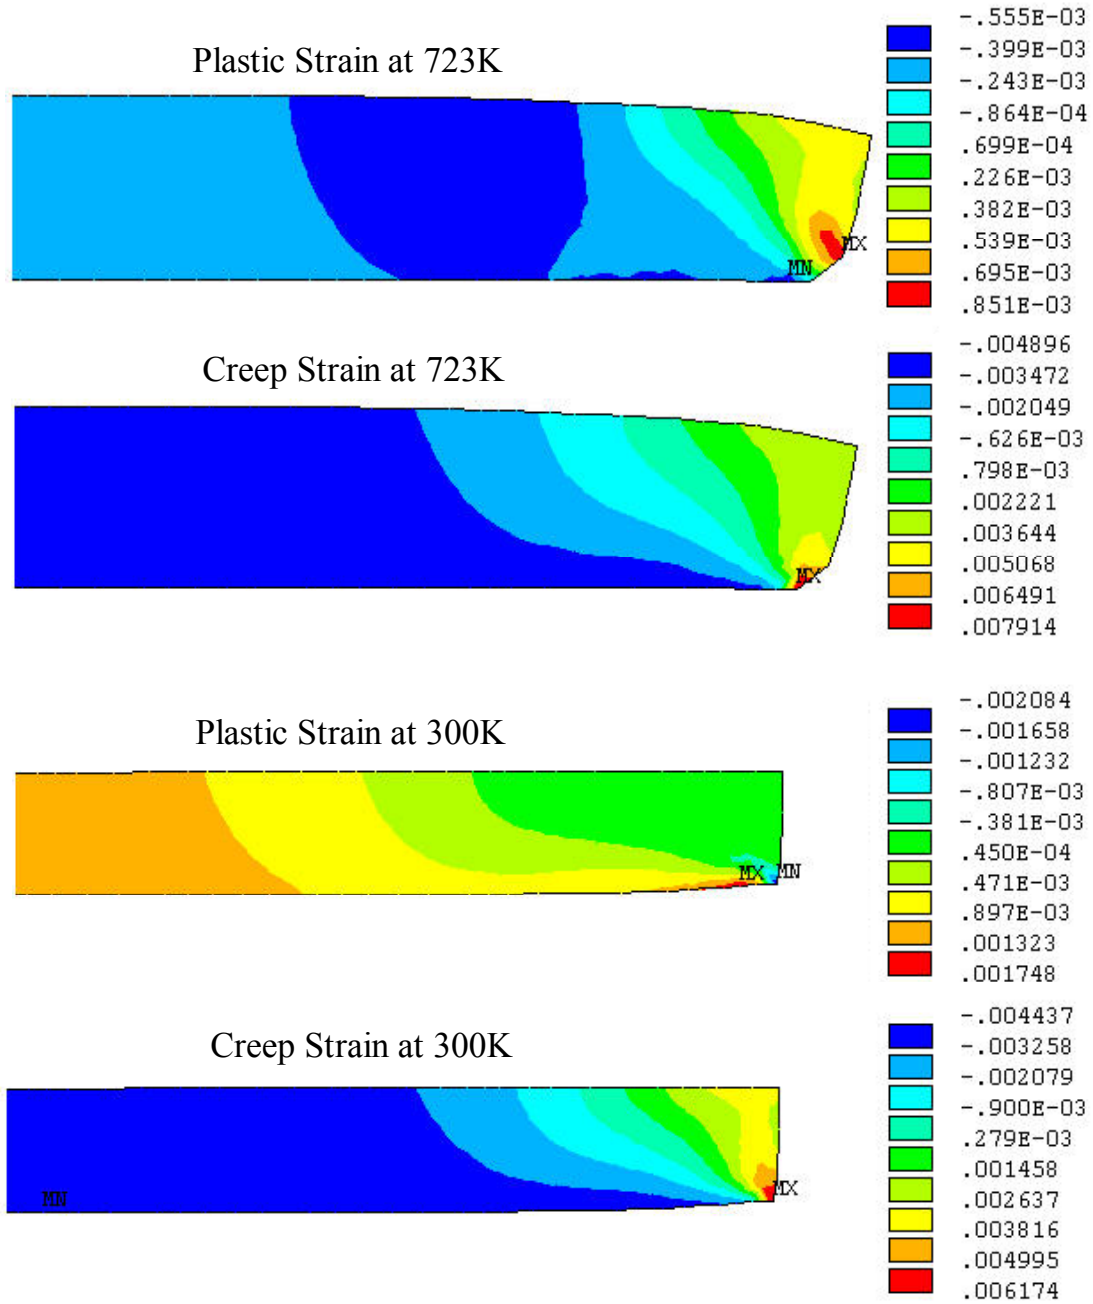 Plastic Strain at 723K
-.555E-03
-.399E-03
-.243E-03
-.864E-04
.699E-04
.226E-03
.382E-03
.539E-03
.695E-03
.851E-03
MX
MN
Creep Strain at 723K
-.004896
-.003472
-.002049
-.626E-03
.798E-03
.002221
.003644
.005068
.006491
.007914
MX
Plastic Strain at 300K
-.002084
-.001658
-.001232
-.807E-03
-.381E-03
.450E-04
.471E-03
.897E-03
.001323
.001748
MX MN
Creep Strain at 300K
-.004437
-.003258
-.002079
-.900E-03
.279E-03
.001458
.002637
.003816
.004995
.006174
MN
MX